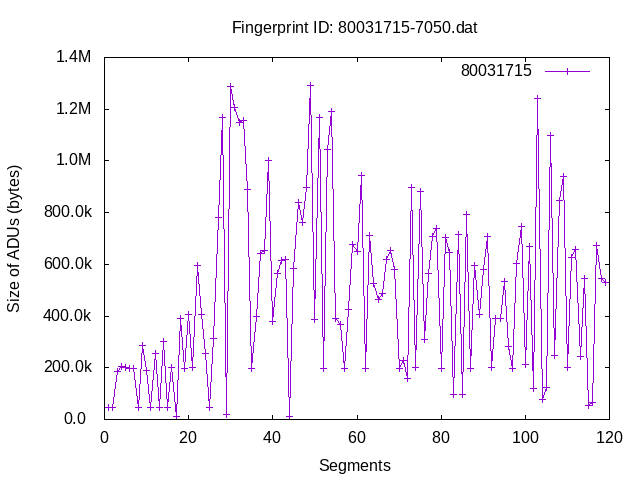 Fingerprint ID: 80031715-7050.dat
80031715
1.4M
1.2M
1.0M
800.0k
600.0k
400.0k
200.0k
0.0
Size of ADUs (bytes)
0 20 40 60 80 100 120
Segments